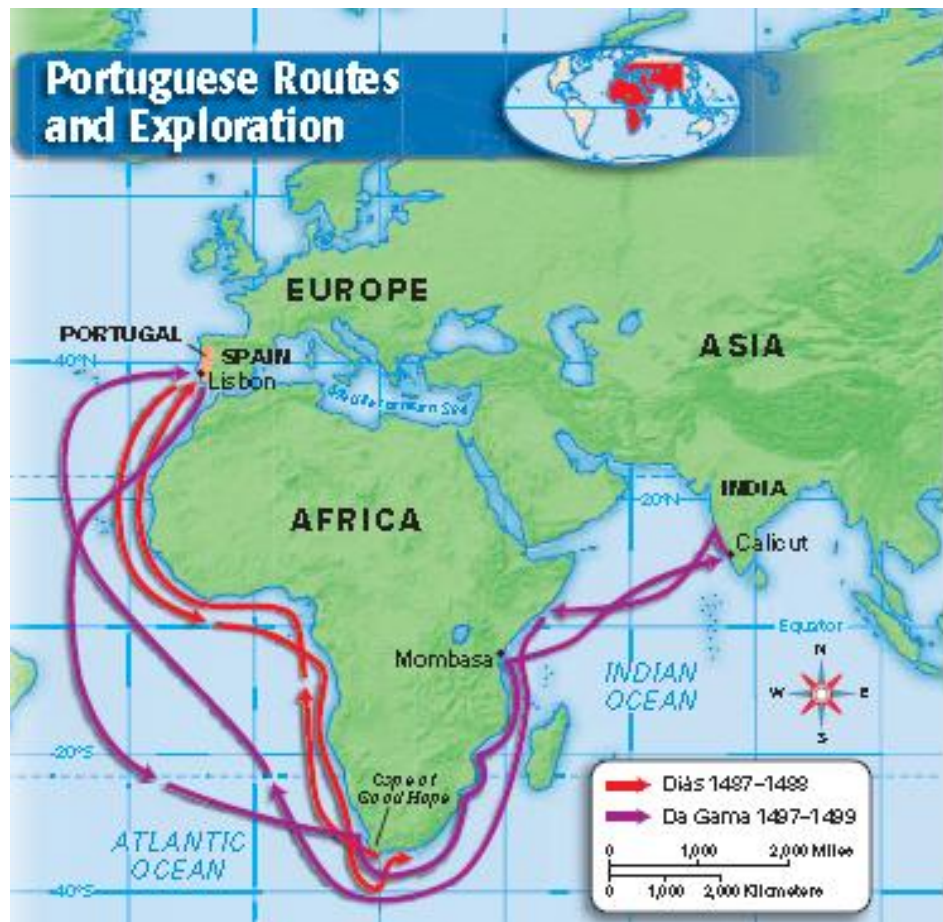 Portuguese Routes
and Exploration
EUROPE
PORTUGAL
SPAIN
40°N
Lisbon
Mediterranean Sea
ASIA
AFRICA
INDIA
20°N
Calicut
Equator
Mombasa
INDIAN
OCEAN
N
W
E
S
20°S
Cape of
Good Hope
ATLANTIC
OCEAN
40°S
Diàs 1487–1488
Da Gama 1497–1499
0 1,000 2,000 Miles
0 1,000 2,000 Kilometers